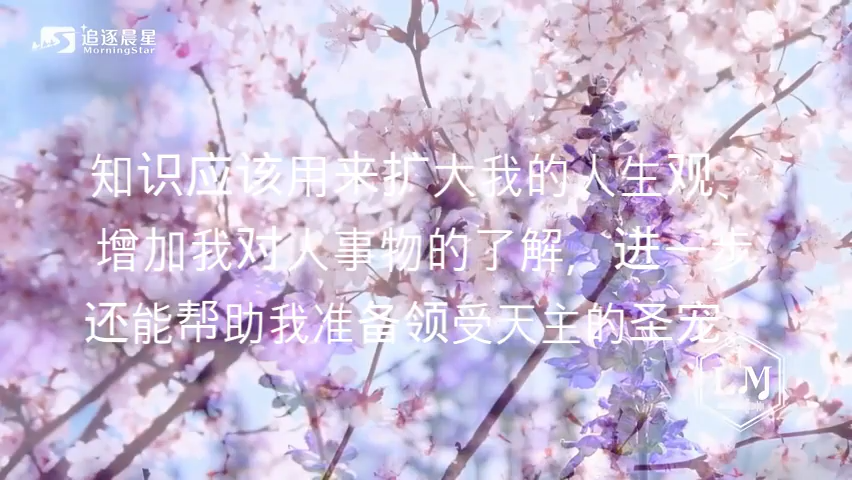 追逐晨星
MorningStar
知识应该用来扩大我的人生观、
增加我对人事物的了解，进一步
还能帮助我准备领受天主的圣宠。
LM